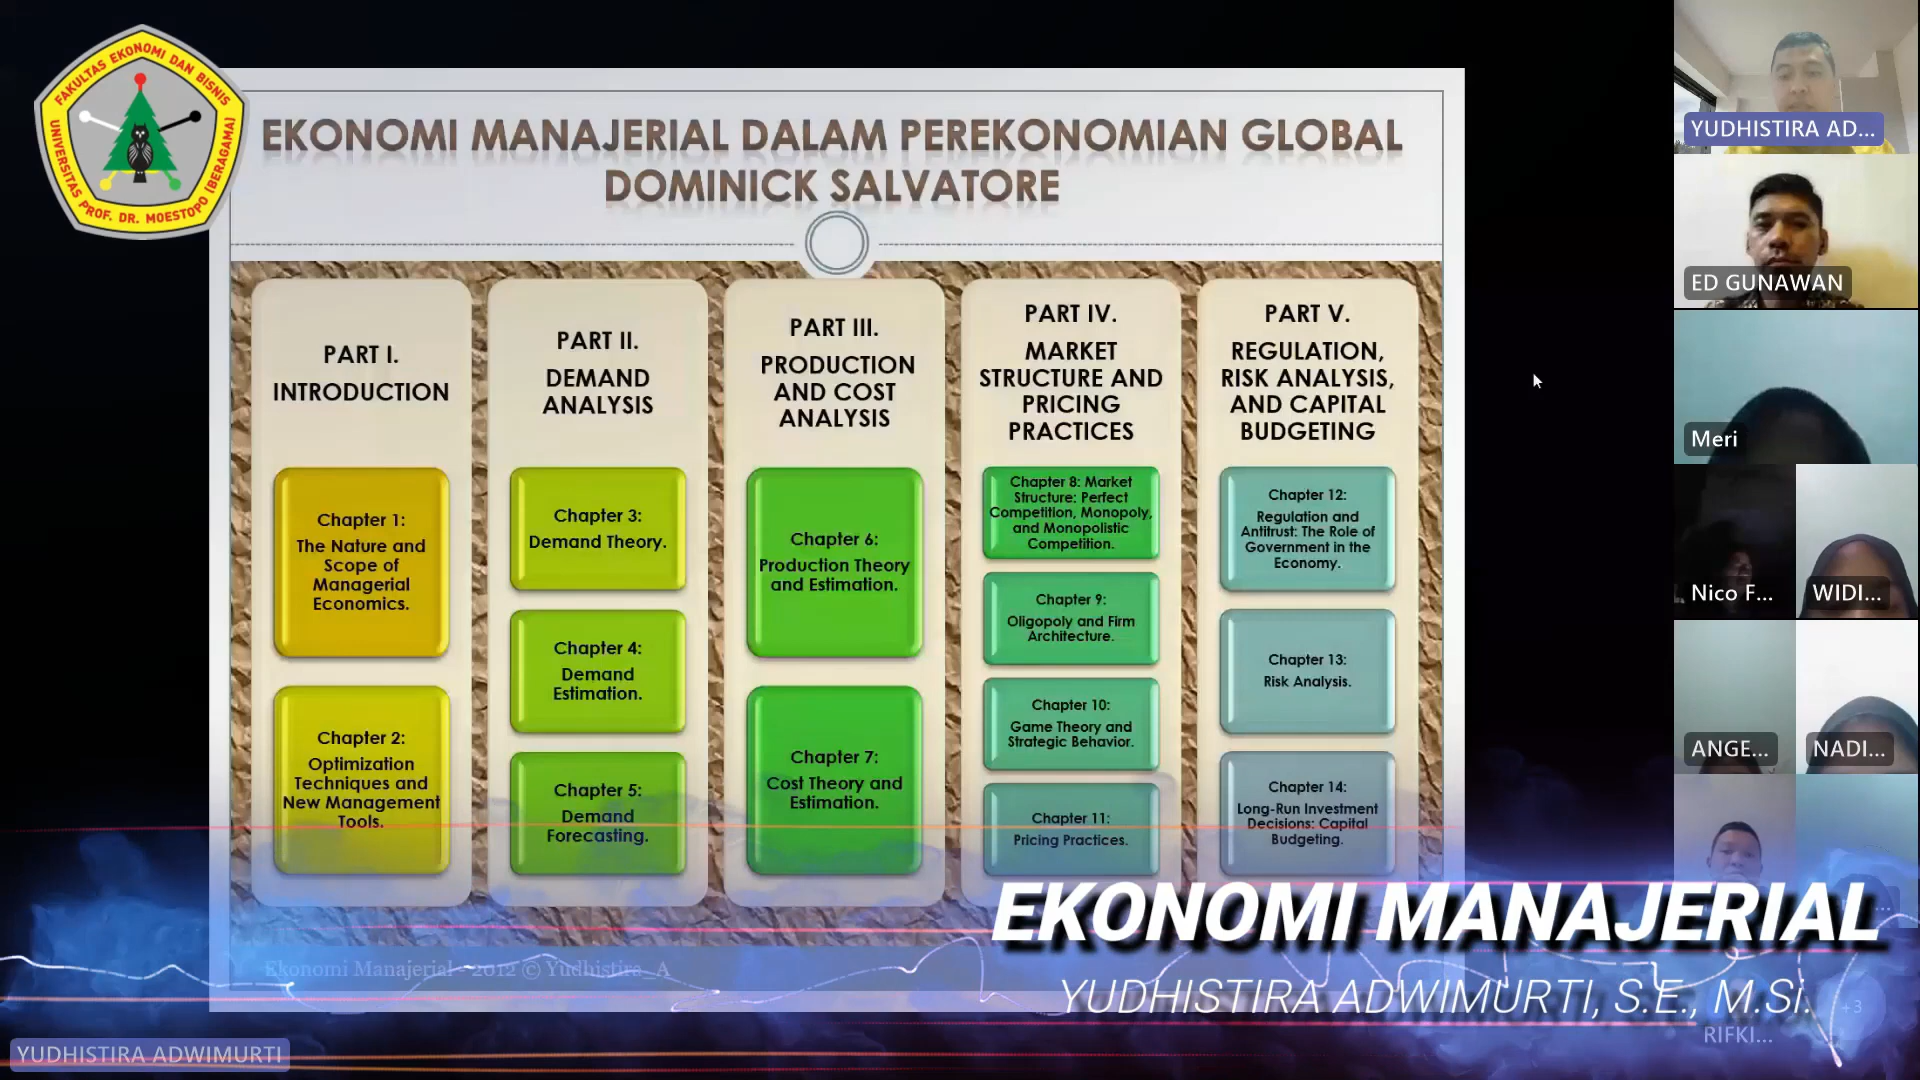 FAKULTAS EKONOMI DAN BISNIS
UNIVERSITAS PROF. DR. MOESTOPO (BERAGAMA)
EKONOMI MANAJERIAL DALAM PEREKONOMIAN GLOBAL
DOMINICK SALVATORE
PART I.
INTRODUCTION
Chapter 1:
The Nature and
Scope of
Managerial
Economics.
Chapter 2:
Optimization
Techniques and
New Management
Tools.
PART II.
DEMAND
ANALYSIS
Chapter 3:
Demand Theory.
Chapter 4:
Demand
Estimation.
Chapter 5:
Demand
Forecasting.
PART III.
PRODUCTION
AND COST
ANALYSIS
Chapter 6:
Production Theory
and Estimation.
Chapter 7:
Cost Theory and
Estimation.
PART IV.
MARKET
STRUCTURE AND
PRICING
PRACTICES
Chapter 8: Market
Structure: Perfect
Competition, Monopoly,
and Monopolistic
Competition.
Chapter 9:
Oligopoly and Firm
Architecture.
Chapter 10:
Game Theory and
Strategic Behavior.
Chapter 11:
Pricing Practices.
PART V.
REGULATION,
RISK ANALYSIS,
AND CAPITAL
BUDGETING
Chapter 12:
Regulation and
Antitrust: The Role of
Government in the
Economy.
Chapter 13:
Risk Analysis.
Chapter 14:
Long-Run Investment
Decisions: Capital
Budgeting.
Ekonomi Manajerial - 2012 © Yudhistira_A
EKONOMI MANAJERIAL
YUDHISTIRA ADWIMURTI, S.E., M.Si.
YUDHISTIRA ADWIMURTI
YUDHISTIRA AD...
ED GUNAWAN
Meri
Nico F...
WIDI...
ANGE...
NADI...
+3
RIFKI...